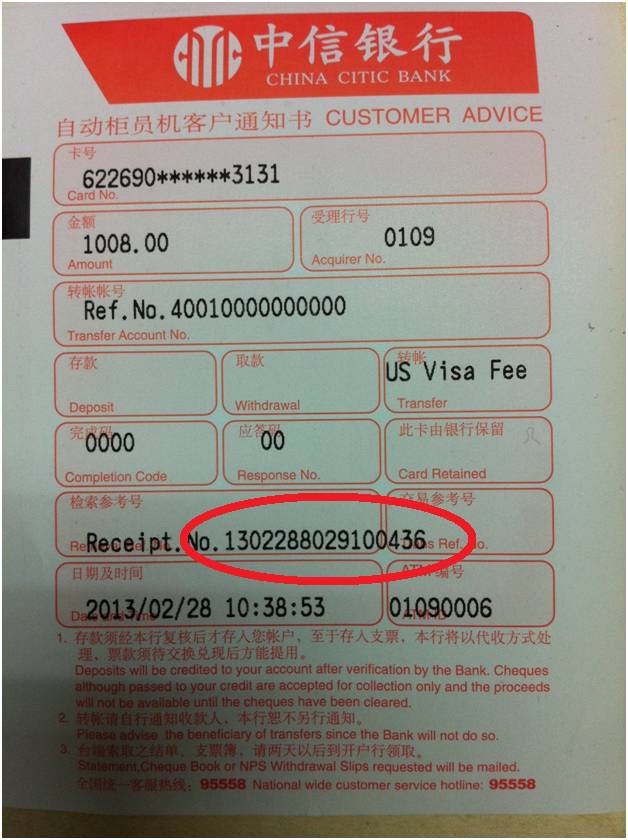 CITIC
中信银行
CHINA CITIC BANK
自动柜员机客户通知书 CUSTOMER ADVICE
卡号
622690******3131
Card No.
金额
1008.00
Amount
受理行号
0109
Acquirer No.
转帐帐号
Ref.No.40010000000000
Transfer Account No.
存款
Deposit
取款
Withdrawal
转帐
US Visa Fee
Transfer
完成码
0000
Completion Code
应答码
00
Response No.
此卡由银行保留
Card Retained
检索参考号
交易参考号
Receipt.No.1302288029100436
Ref. No.
日期及时间
2013/02/28 10:38:53
Date and Time
ATM 编号
01090006
ATM ID
1. 存款须经本行复核后才存入您帐户，至于存入支票，本行将以代收方式处
理，票款须待交换兑现后方能提用。
Deposits will be credited to your account after verification by the Bank. Cheques
although passed to your credit are accepted for collection only and the proceeds
will not be available until the cheques have been cleared.
2. 转帐请自行通知收款人，本行恕不另行通知。
Please advise the beneficiary of transfers since the Bank will not do so.
3. 台端索取之结单、支票簿，请两天以后到开户行领取。
Statement,Cheque Book or NPS Withdrawal Slips requested will be mailed.
全国统一客服热线：95558 National wide customer service hotline: 95558